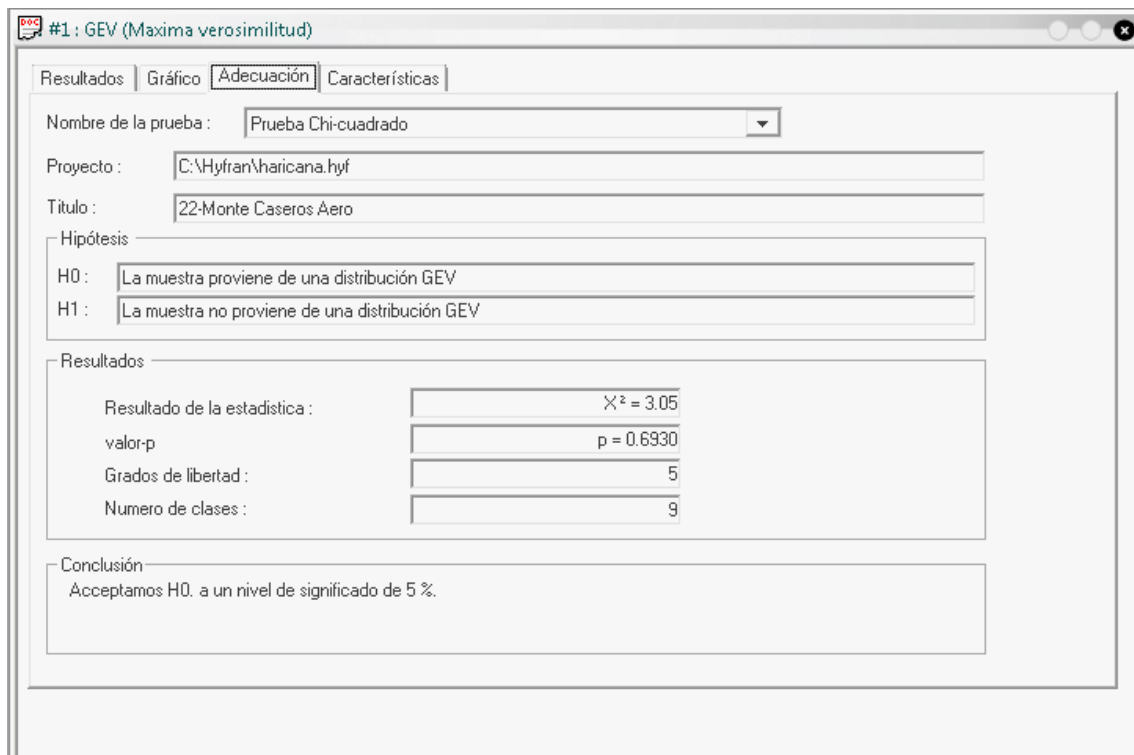 #1 : GEV (Maxima verosimilitud)
Resultados Gráfico Adecuación Características
Nombre de la prueba : Prueba Chi-cuadrado
Proyecto : C:\Hyfran\haricana.hyf
Titulo : 22-Monte Caseros Aero
Hipótesis
H0 : La muestra proviene de una distribución GEV
H1 : La muestra no proviene de una distribución GEV
Resultados
Resultado de la estadistica : X² = 3.05
valor-p p = 0.6930
Grados de libertad : 5
Numero de clases : 9
Conclusión
Acceptamos H0. a un nivel de significado de 5 %.